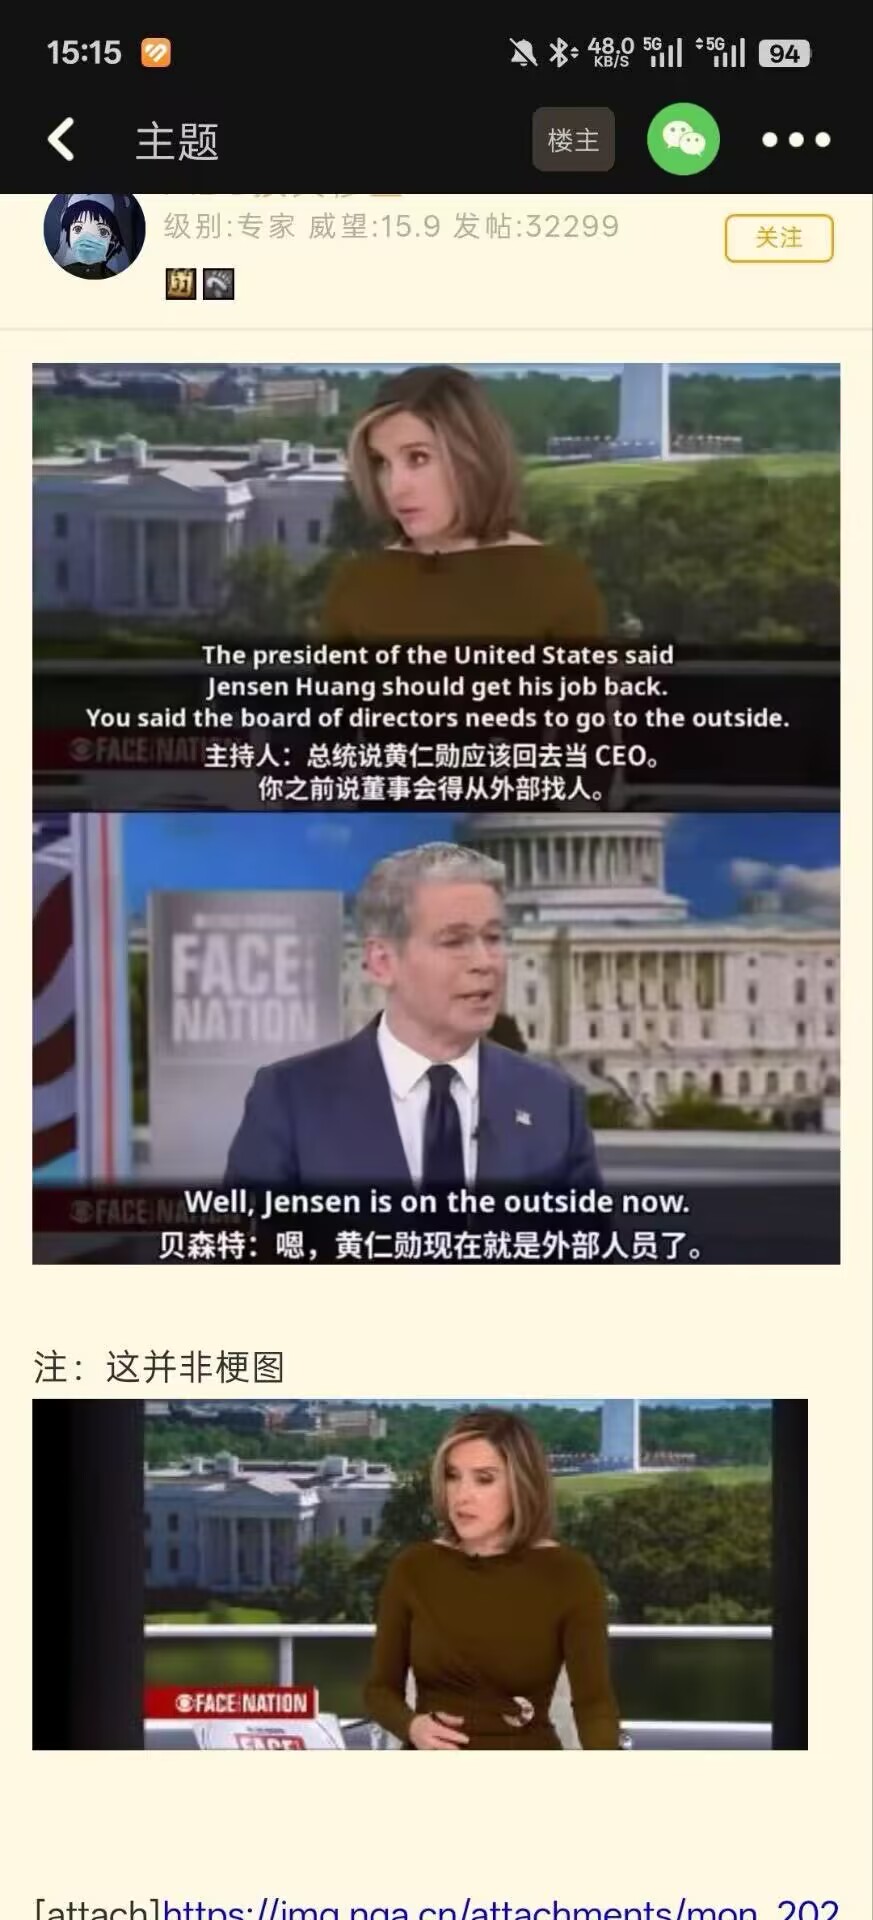 15:15
48.0
KB/S
5G
5G
94
主题
楼主
级别:专家 威望:15.9 发帖:32299
关注
The president of the United States said
Jensen Huang should get his job back.
You said the board of directors needs to go to the outside.
FACE NATI
主持人：总统说黄仁勋应该回去当 CEO。
你之前说董事会得从外部找人。
FACE
NATION
Well, Jensen is on the outside now.
FACE NA
贝森特：嗯，黄仁勋现在就是外部人员了。
注：这并非梗图
FACE NATION
FACE
[attach]https://img.nga.cn/attachments/mon_202